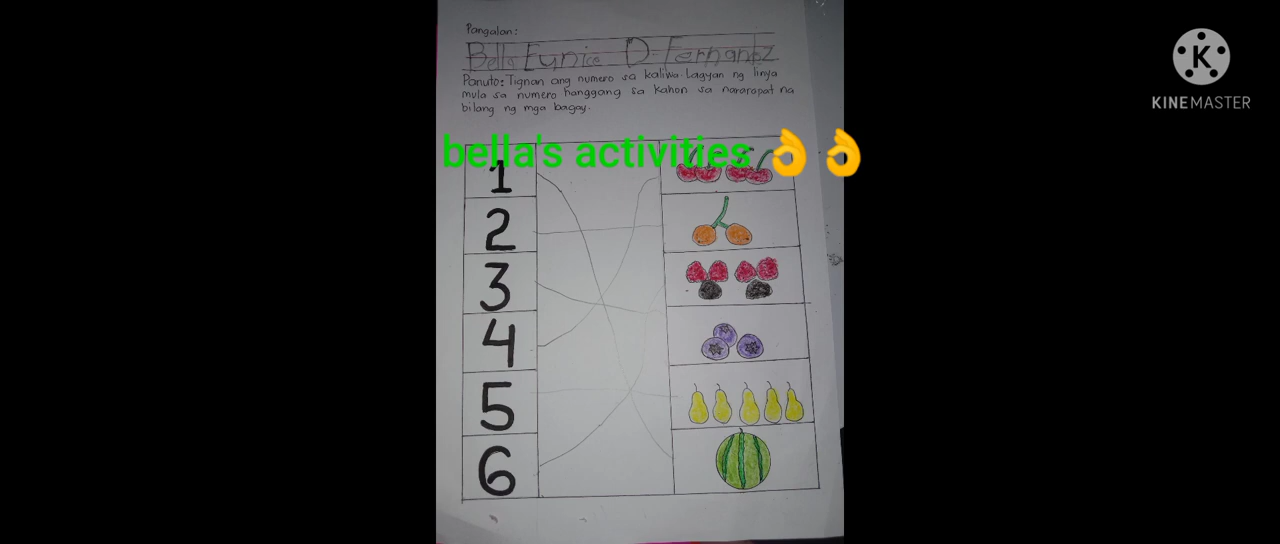 Pangalan:
Bella Eunice D. Fernandez
Panuto: Tignan ang numero sa kaliwa. Lagyan ng linya
mula sa numero hanggang sa kahon sa nararapat na
bilang ng mga bagay.
bella's activities 👌👌
1
2
3
4
5
6
K
KINEMASTER